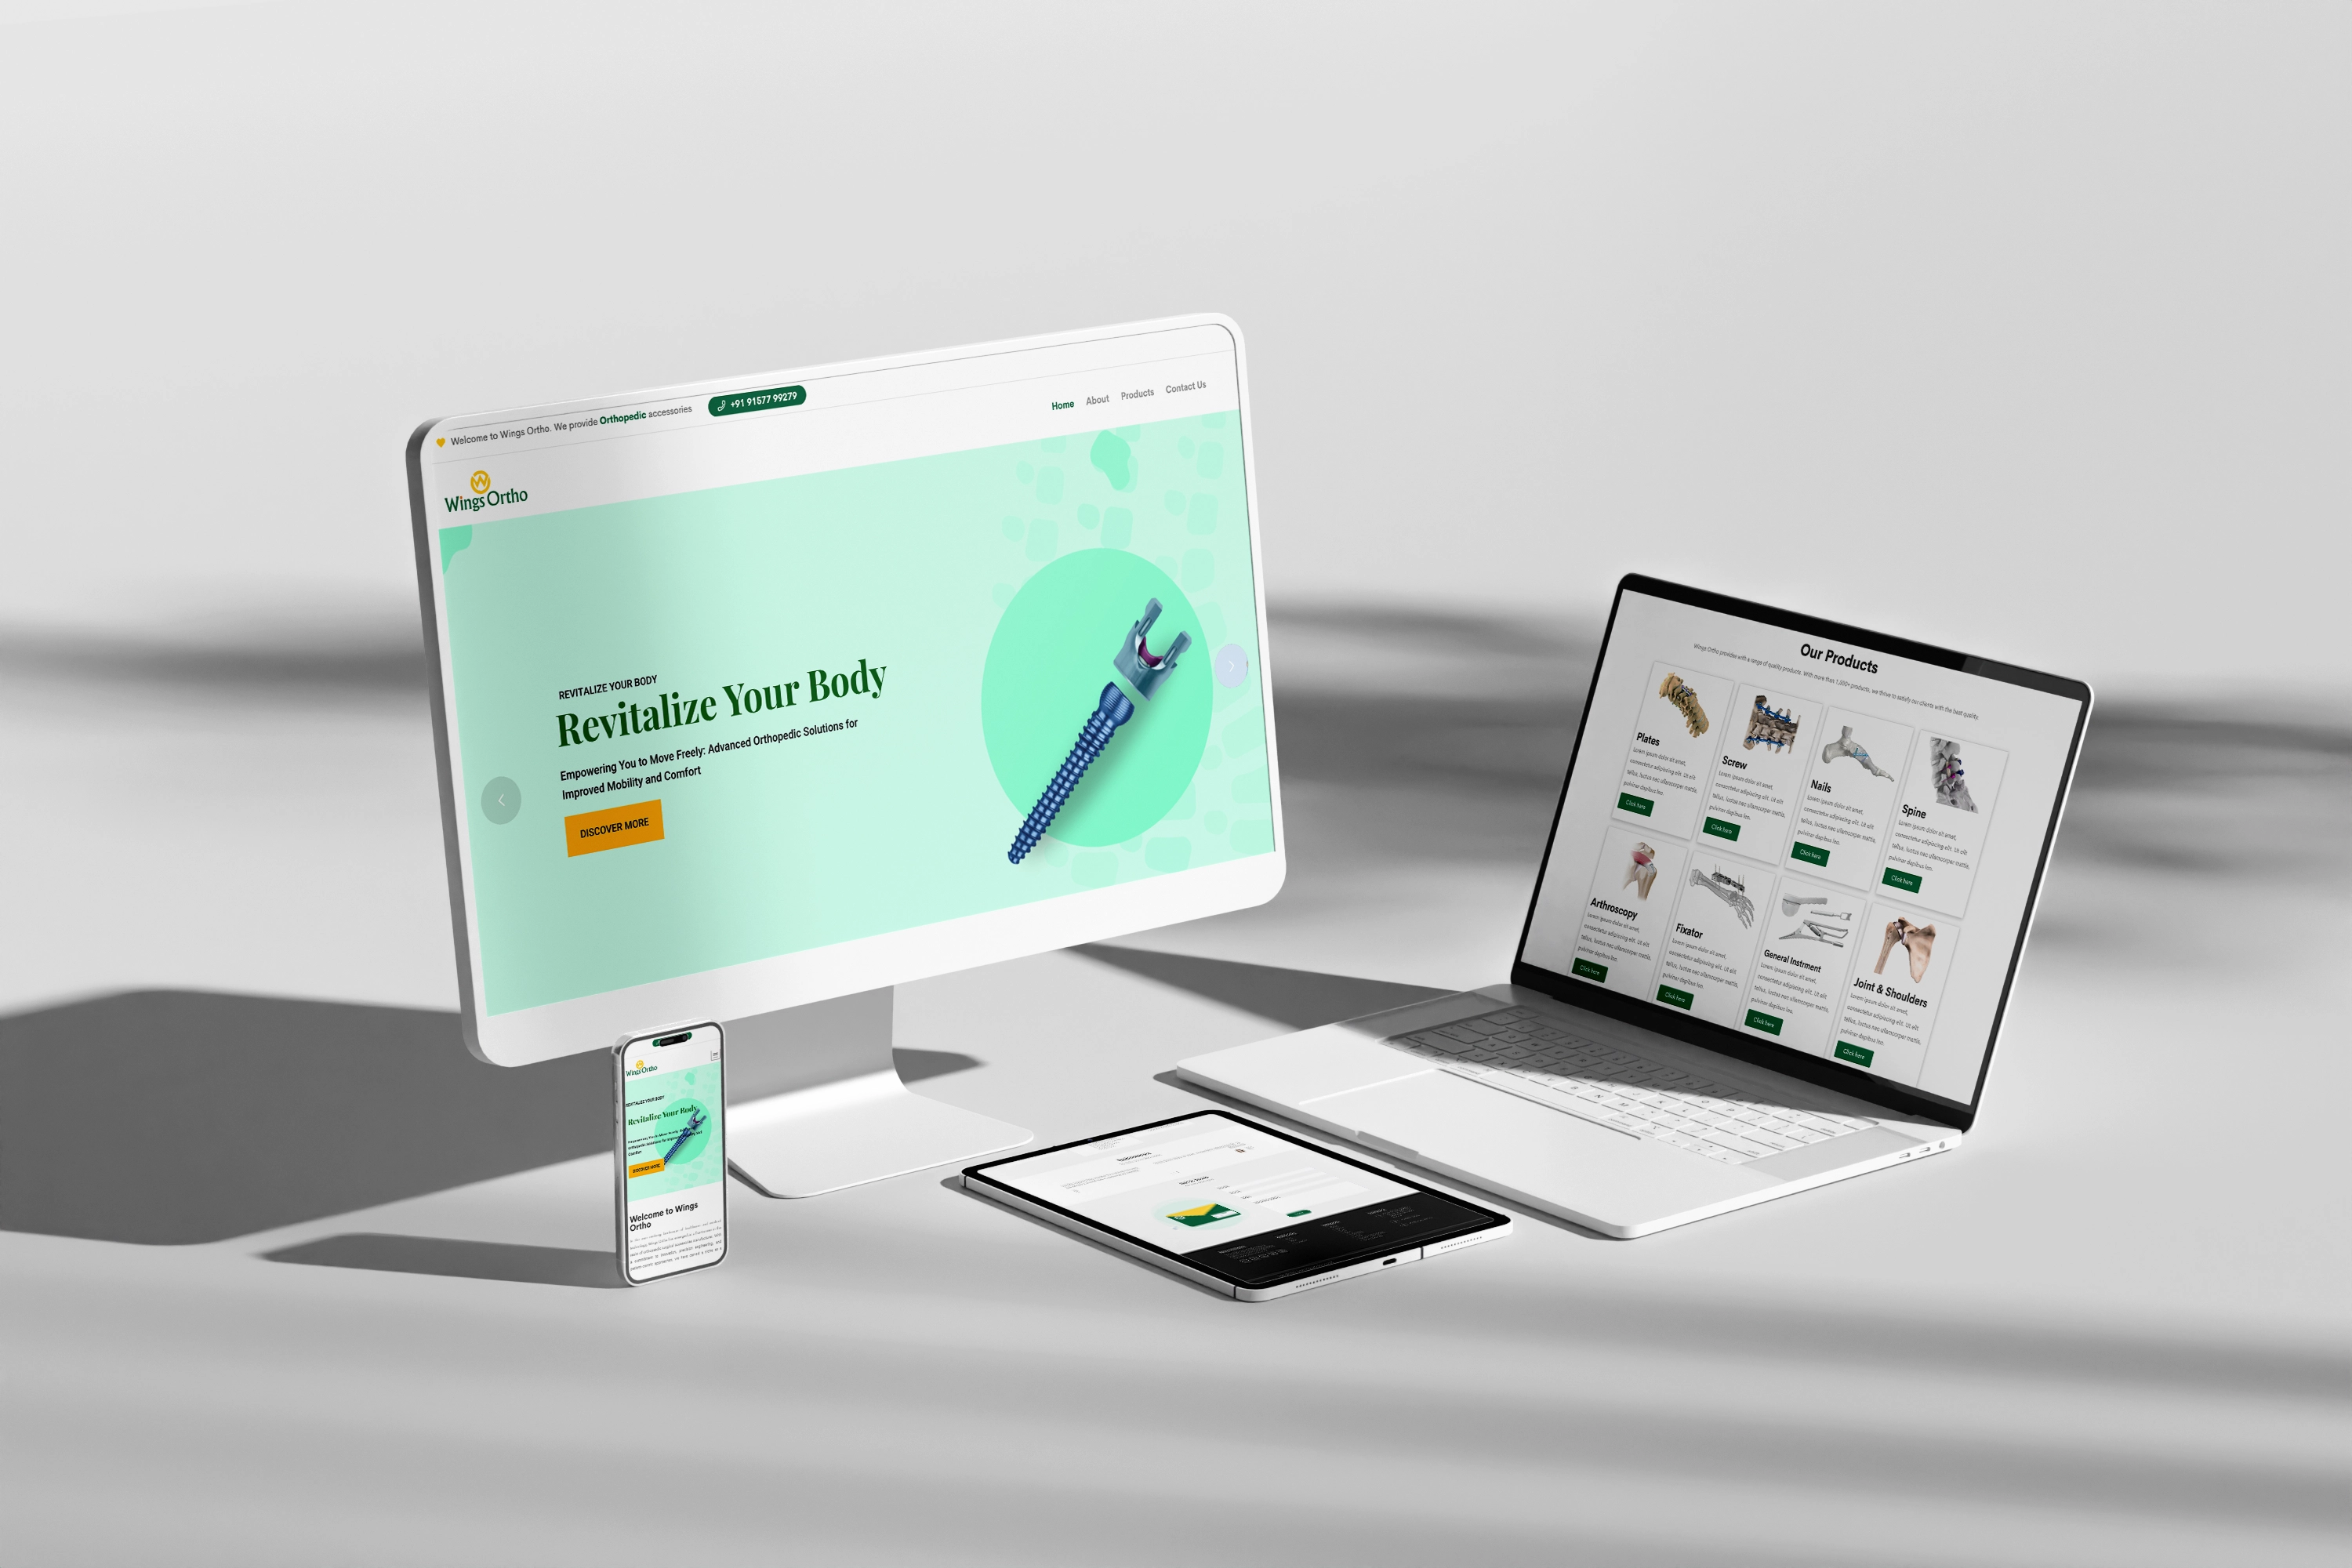 Welcome to Wings Ortho. We provide Orthopedic accessories
+91 91577 99279
Home
About
Products
Contact Us
W
Wings Ortho
REVITALIZE YOUR BODY
Revitalize Your Body
Empowering You to Move Freely: Advanced Orthopedic Solutions for
Improved Mobility and Comfort
DISCOVER MORE
Wings Ortho
REVITALIZE YOUR BODY
Revitalize Your Body
DISCOVER MORE
Welcome to Wings
Ortho
Our Products
Wings Ortho provides with a range of quality products. With more than 1,500+ products, we thrive to satisfy our clients with the best quality.
Plates
Lorem ipsum dolor sit amet,
consectetur adipiscing elit. Ut elit
tellus, luctus nec ullamcorper mattis,
pulvinar dapibus leo.
Click here
Screw
Lorem ipsum dolor sit amet,
consectetur adipiscing elit. Ut elit
tellus, luctus nec ullamcorper mattis,
pulvinar dapibus leo.
Click here
Nails
Lorem ipsum dolor sit amet,
consectetur adipiscing elit. Ut elit
tellus, luctus nec ullamcorper mattis,
pulvinar dapibus leo.
Click here
Spine
Lorem ipsum dolor sit amet,
consectetur adipiscing elit. Ut elit
tellus, luctus nec ullamcorper mattis,
pulvinar dapibus leo.
Click here
Arthroscopy
Lorem ipsum dolor sit amet,
consectetur adipiscing elit. Ut elit
tellus, luctus nec ullamcorper mattis,
pulvinar dapibus leo.
Click here
Fixator
Lorem ipsum dolor sit amet,
consectetur adipiscing elit. Ut elit
tellus, luctus nec ullamcorper mattis,
pulvinar dapibus leo.
Click here
General Instrment
Lorem ipsum dolor sit amet,
consectetur adipiscing elit. Ut elit
tellus, luctus nec ullamcorper mattis,
pulvinar dapibus leo.
Click here
Joint & Shoulders
Lorem ipsum dolor sit amet,
consectetur adipiscing elit. Ut elit
tellus, luctus nec ullamcorper mattis,
pulvinar dapibus leo.
Click here